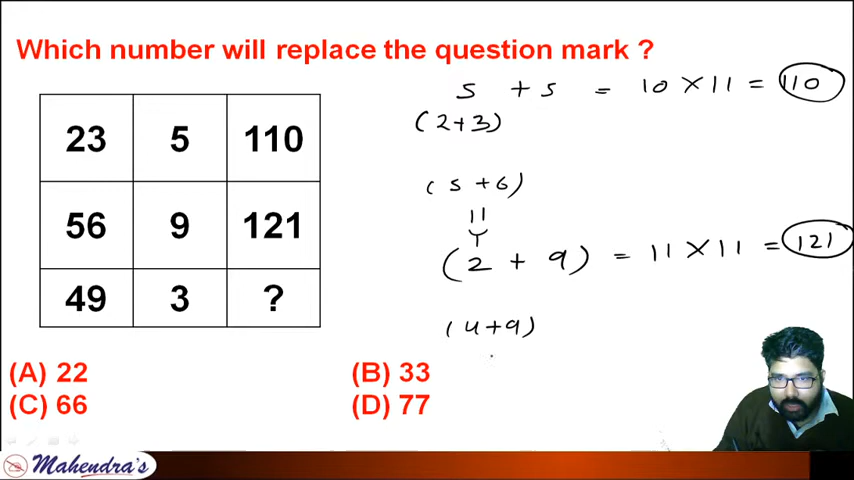 Which number will replace the question mark ?
5 + 5 = 10 × 11 = 110
(2+3)
23 5 110
(5+6)
11
56 9 121
(2 + 9) = 11 × 11 = 121
49 3 ?
(4+9)
(A) 22 (B) 33
(C) 66 (D) 77
Mahendra's